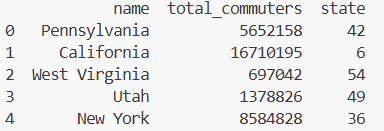 name total_commuters state
0 Pennsylvania 5652158 42
1 California 16710195 6
2 West Virginia 697042 54
3 Utah 1378826 49
4 New York 8584828 36